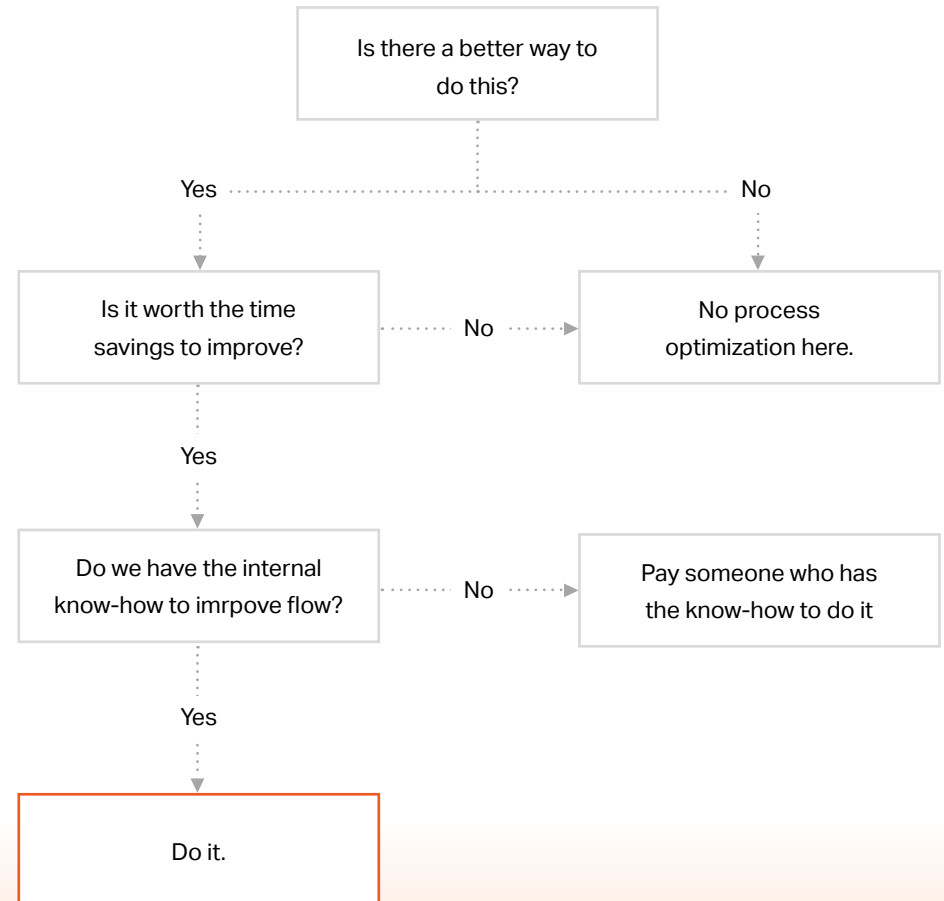 Is there a better way to
do this?
Yes
No
Is it worth the time
savings to improve?
No
No process
optimization here.
Yes
Do we have the internal
know-how to imrpove flow?
No
Pay someone who has
the know-how to do it
Yes
Do it.